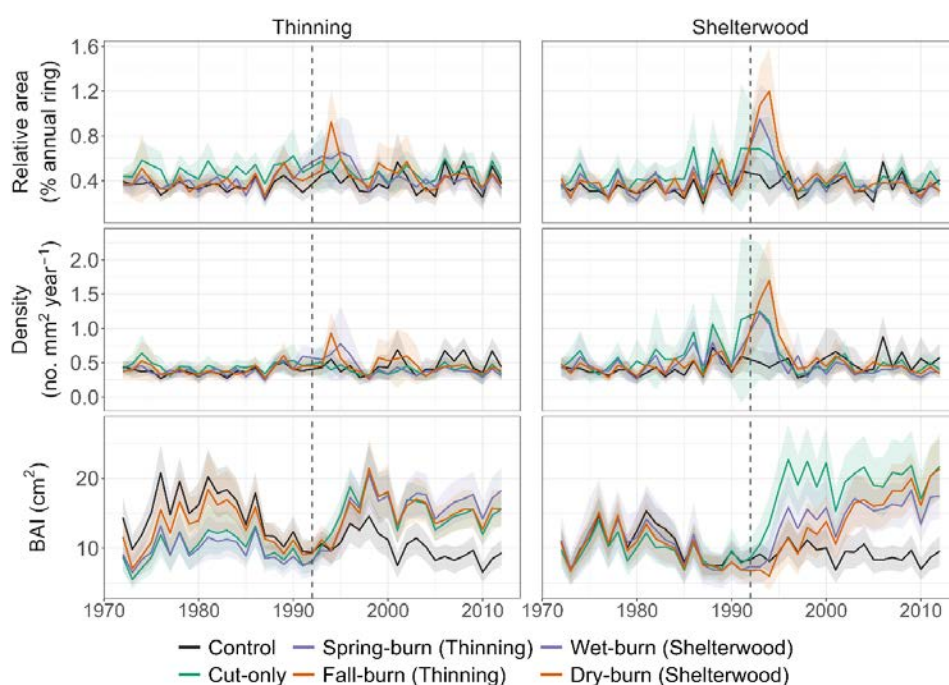 Thinning
Shelterwood
Relative area
(% annual ring)
1.6
1.2
0.8
0.4
Density
(no. mm² year⁻¹)
2.0
1.5
1.0
0.5
0.0
BAI (cm²)
20
10
1970 1980 1990 2000 2010 1970 1980 1990 2000 2010
Control Spring-burn (Thinning) Wet-burn (Shelterwood)
Cut-only Fall-burn (Thinning) Dry-burn (Shelterwood)